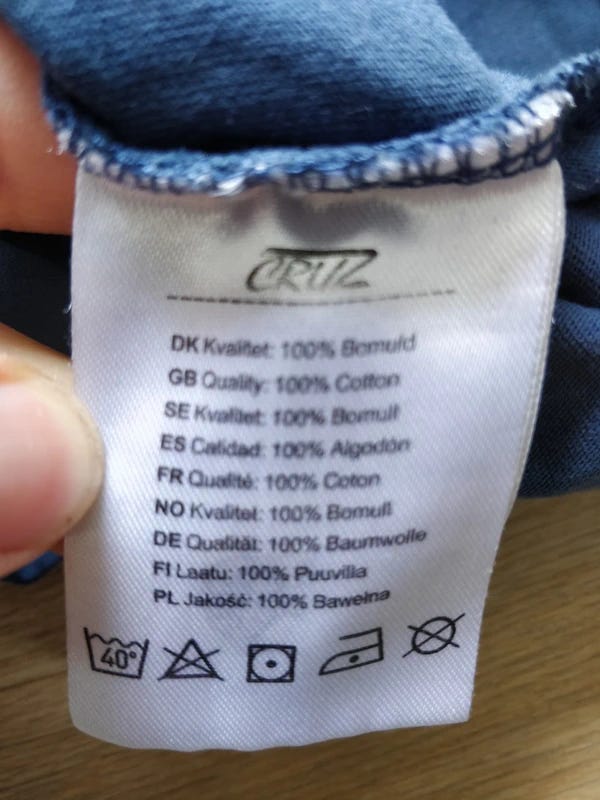 CRUZ
DK Kvalitet: 100% Bomuld
GB Quality: 100% Cotton
SE Kvalitet: 100% Bomull
ES Calidad: 100% Algodón
FR Qualité: 100% Coton
NO Kvalitet: 100% Bomull
DE Qualität: 100% Baumwolle
FI Laatu: 100% Puuvilla
PL Jakość: 100% Bawełna
40°